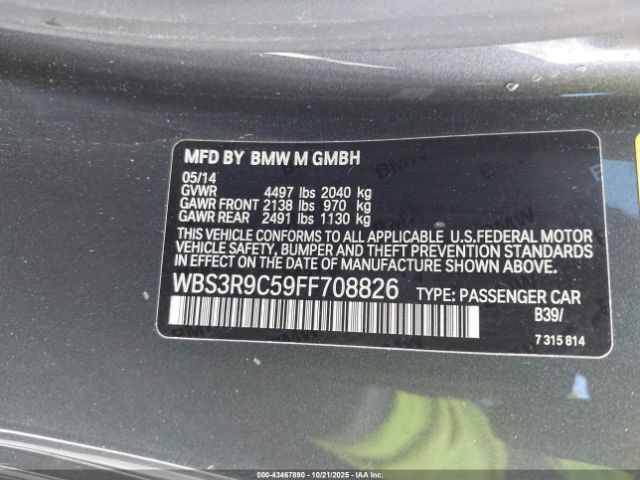 MFD BY BMW M GMBH
05/14
GVWR 4497 lbs 2040 kg
GAWR FRONT 2138 lbs 970 kg
GAWR REAR 2491 lbs 1130 kg
THIS VEHICLE CONFORMS TO ALL APPLICABLE U.S.FEDERAL MOTOR
VEHICLE SAFETY, BUMPER AND THEFT PREVENTION STANDARDS
IN EFFECT ON THE DATE OF MANUFACTURE SHOWN ABOVE.
WBS3R9C59FF708826 TYPE: PASSENGER CAR
B39/
7 315 814
000-43467890 - 10/21/2025 - IAAI.COM